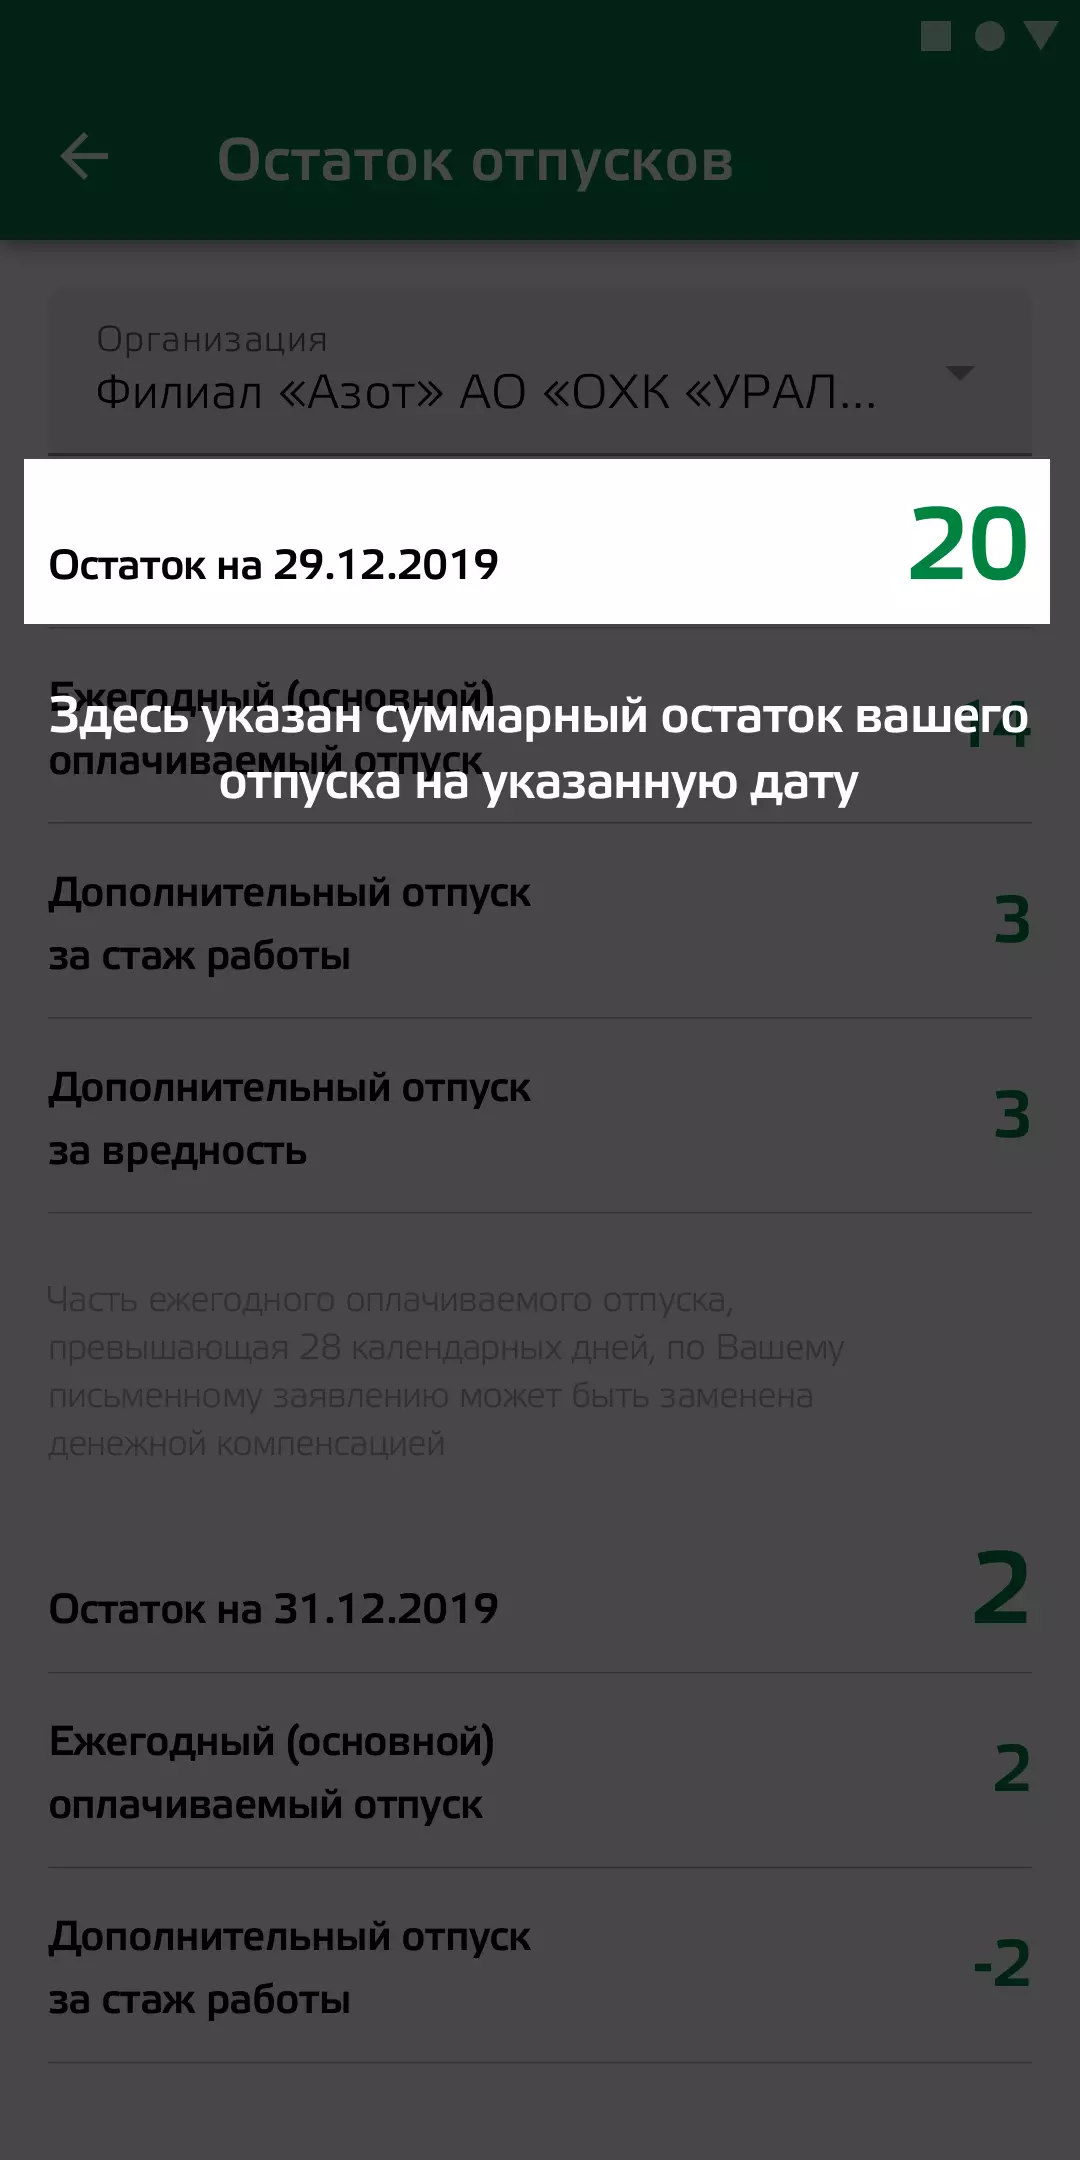 Остаток отпусков
Организация
Филиал «Азот» АО «ОХК «УРАЛ...
Остаток на 29.12.2019
20
Ежегодный (основной)
оплачиваемый отпуск
14
Здесь указан суммарный остаток вашего
отпуска на указанную дату
Дополнительный отпуск
за стаж работы
3
Дополнительный отпуск
за вредность
3
Часть ежегодного оплачиваемого отпуска,
превышающая 28 календарных дней, по Вашему
письменному заявлению может быть заменена
денежной компенсацией
Остаток на 31.12.2019
2
Ежегодный (основной)
оплачиваемый отпуск
2
Дополнительный отпуск
за стаж работы
-2